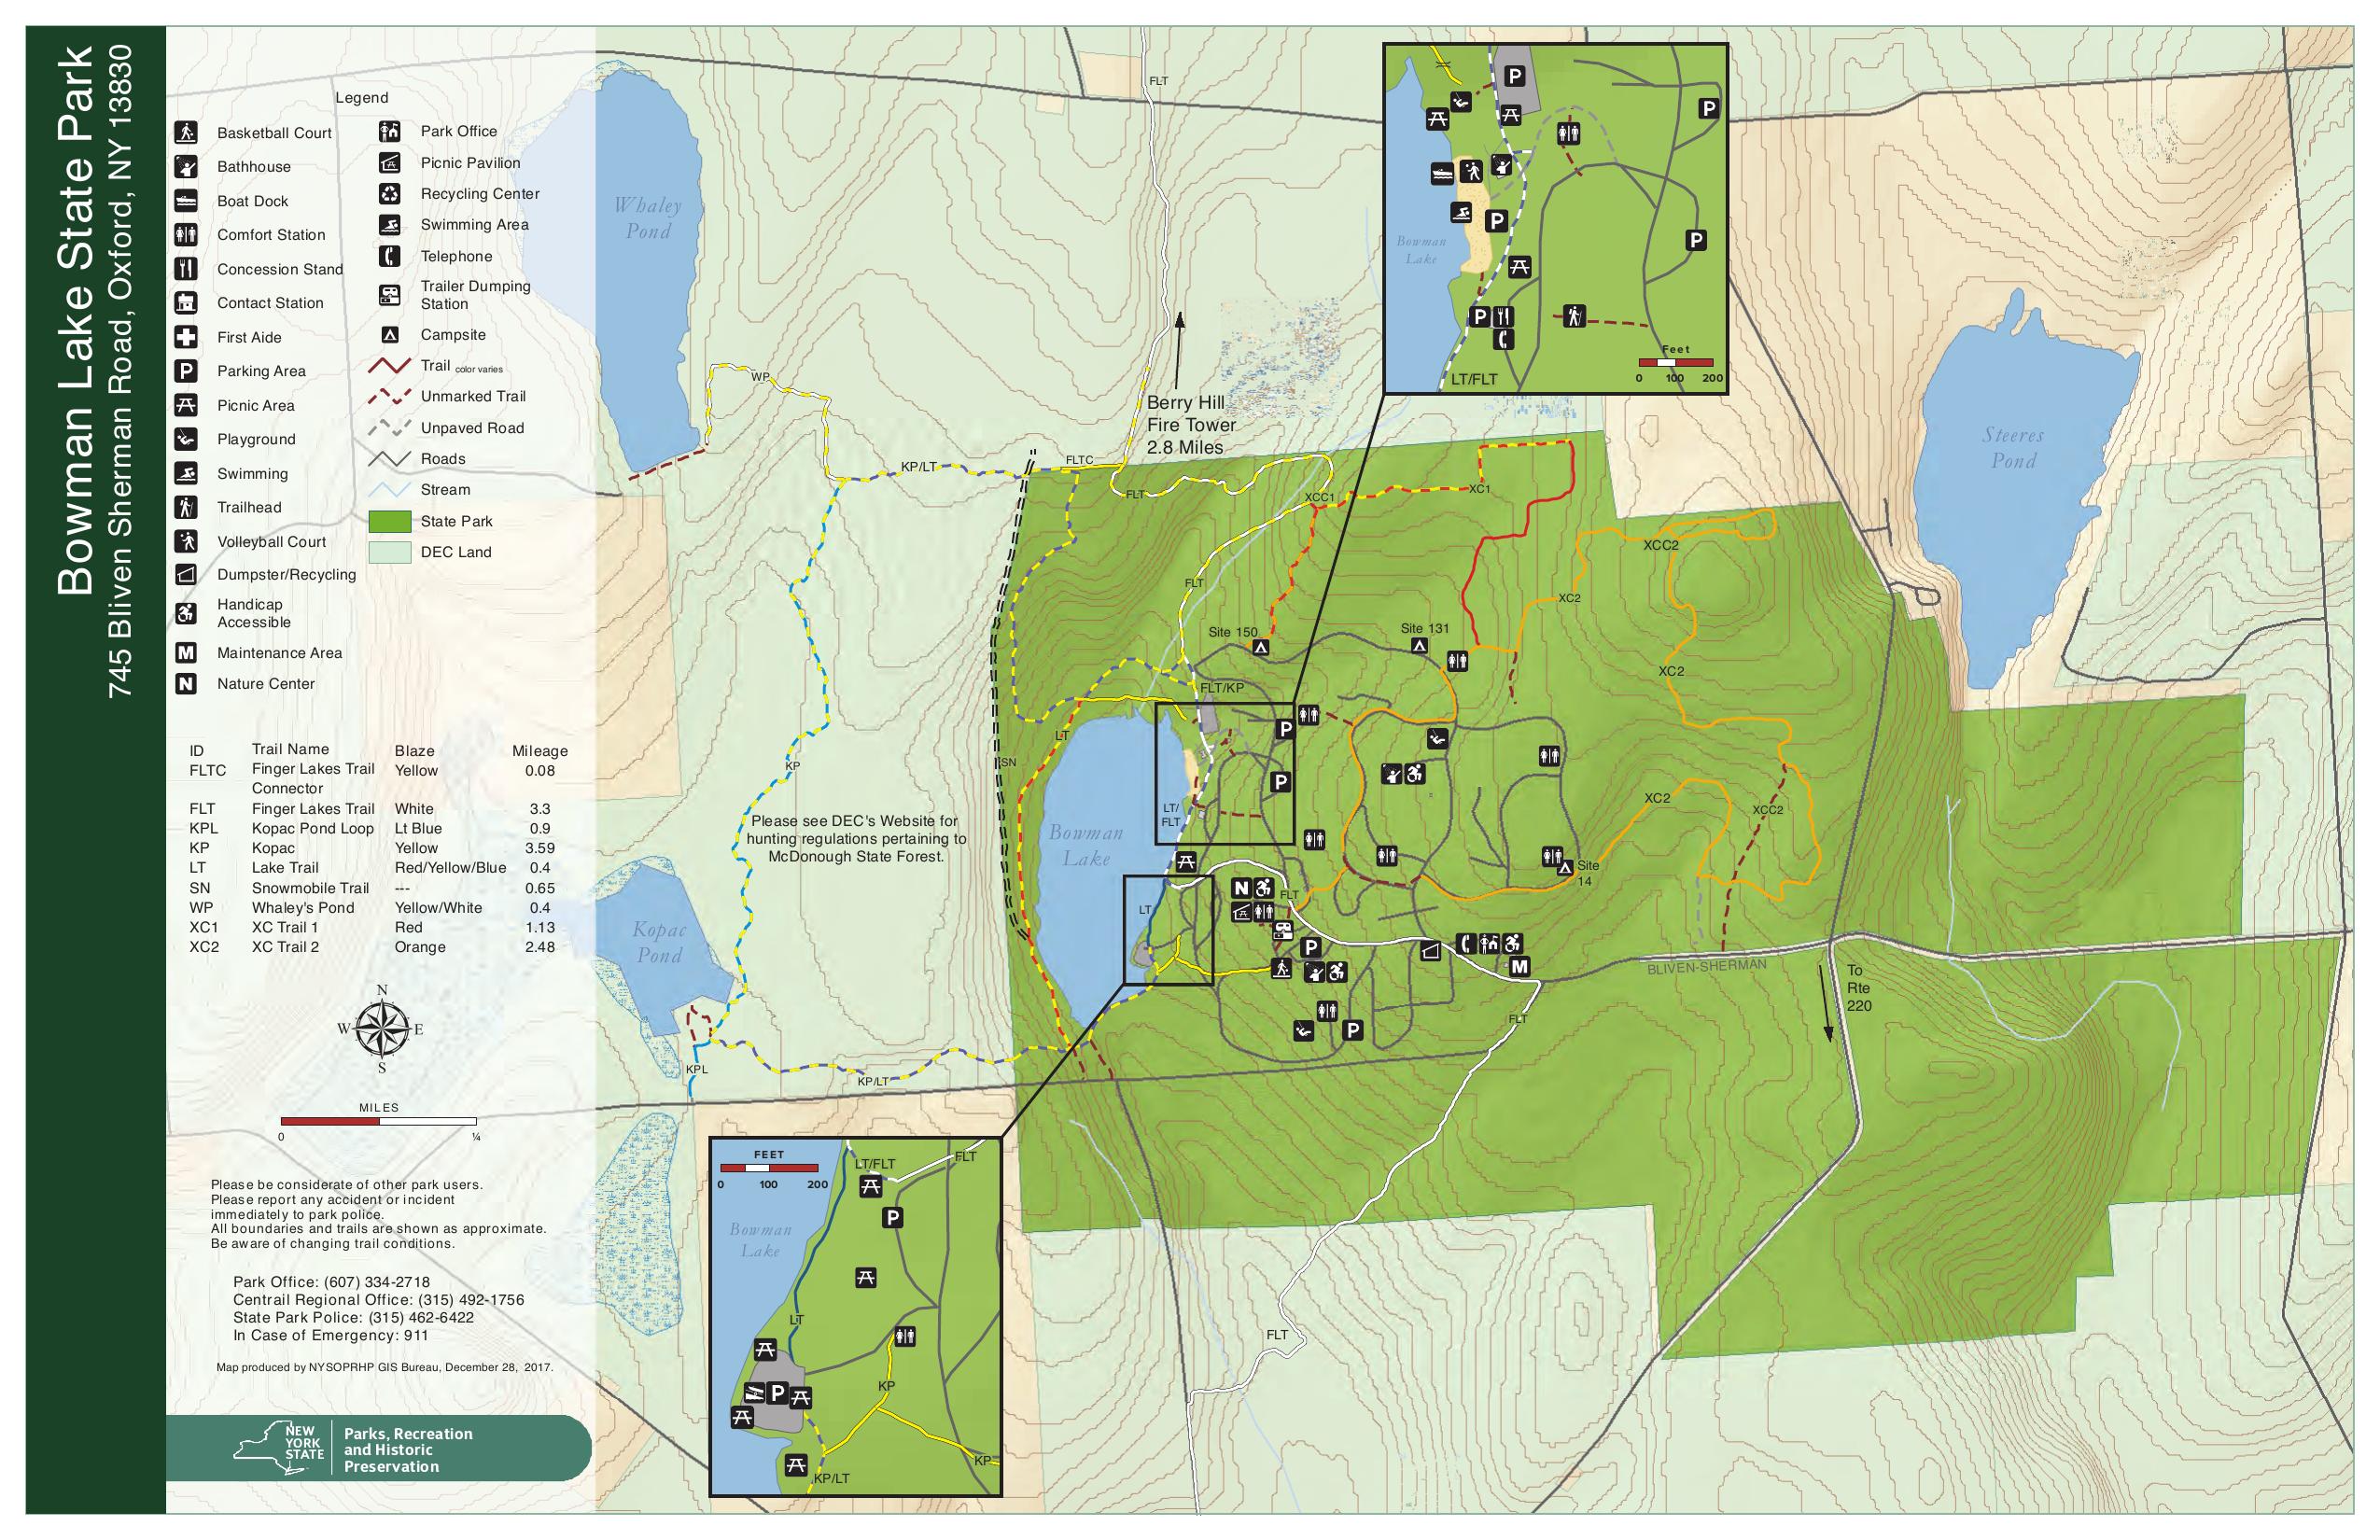 Bowman Lake State Park
745 Bliven Sherman Road, Oxford, NY 13830
Legend
Basketball Court
Bathhouse
Boat Dock
Comfort Station
Concession Stand
Contact Station
First Aide
Parking Area
Picnic Area
Playground
Swimming
Trailhead
Volleyball Court
Dumpster/Recycling
Handicap
Accessible
Maintenance Area
Nature Center
Park Office
Picnic Pavilion
Recycling Center
Swimming Area
Telephone
Trailer Dumping
Station
Campsite
Trail color varies
Unmarked Trail
Unpaved Road
Roads
Stream
State Park
DEC Land
ID Trail Name Blaze Mileage
FLTC Finger Lakes Trail Yellow 0.08
Connector
FLT Finger Lakes Trail White 3.3
KPL Kopac Pond Loop Lt Blue 0.9
KP Kopac Yellow 3.59
LT Lake Trail Red/Yellow/Blue 0.4
SN Snowmobile Trail --- 0.65
WP Whaley's Pond Yellow/White 0.4
XC1 XC Trail 1 Red 1.13
XC2 XC Trail 2 Orange 2.48
N
W E
S
MILES
0 ¼
Please be considerate of other park users.
Please report any accident or incident
immediately to park police.
All boundaries and trails are shown as approximate.
Be aware of changing trail conditions.
Park Office: (607) 334-2718
Centrail Regional Office: (315) 492-1756
State Park Police: (315) 462-6422
In Case of Emergency: 911
Map produced by NYSOPRHP GIS Bureau, December 28, 2017.
NEW
YORK
STATE
Parks, Recreation
and Historic
Preservation
Whaley
Pond
WP
FLT
Berry Hill
Fire Tower
2.8 Miles
KP/LT
FLTC
FLT
XCC1
XC1
XCC2
XC2
FLT
Site 150
Site 131
XC2
FLT/KP
LT
SN
KP
Please see DEC's Website for
hunting regulations pertaining to
McDonough State Forest.
Bowman
Lake
LT/
FLT
XC2
XCC2
Site
14
FLT
LT
Kopac
Pond
KPL
KP/LT
BLIVEN-SHERMAN
To
Rte
220
FLT
FLT
Steeres
Pond
P
P
P
P
N
M
P
P
P
P
P
Bowman
Lake
P
P
LT/FLT
Feet
0 100 200
FEET
0 100 200
LT/FLT
FLT
P
Bowman
Lake
LT
P
KP
KP
KP/LT